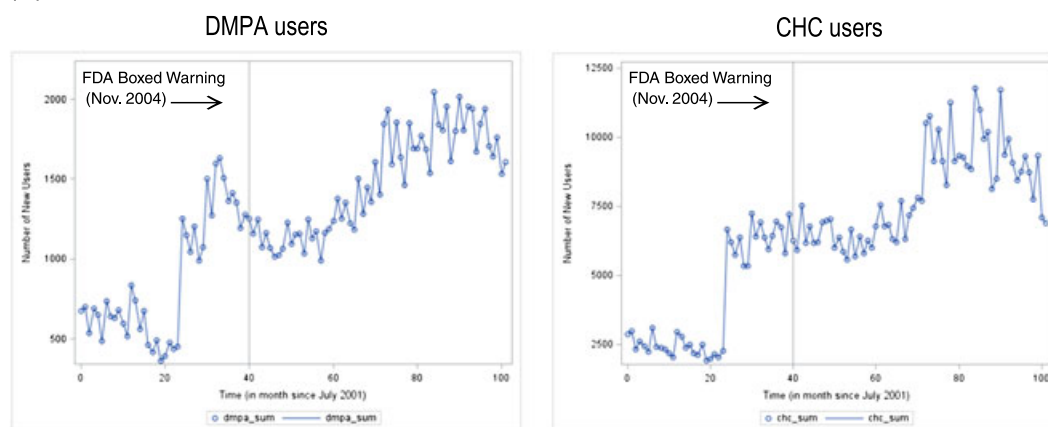 DMPA users
FDA Boxed Warning
(Nov. 2004)
Number of New Users
2000
1500
1000
500
0 20 40 60 80 100
Time (in month since July 2001)
dmpa_sum dmpa_sum
CHC users
FDA Boxed Warning
(Nov. 2004)
Number of New Users
12500
10000
7500
5000
2500
0 20 40 60 80 100
Time (in month since July 2001)
chc_sum chc_sum